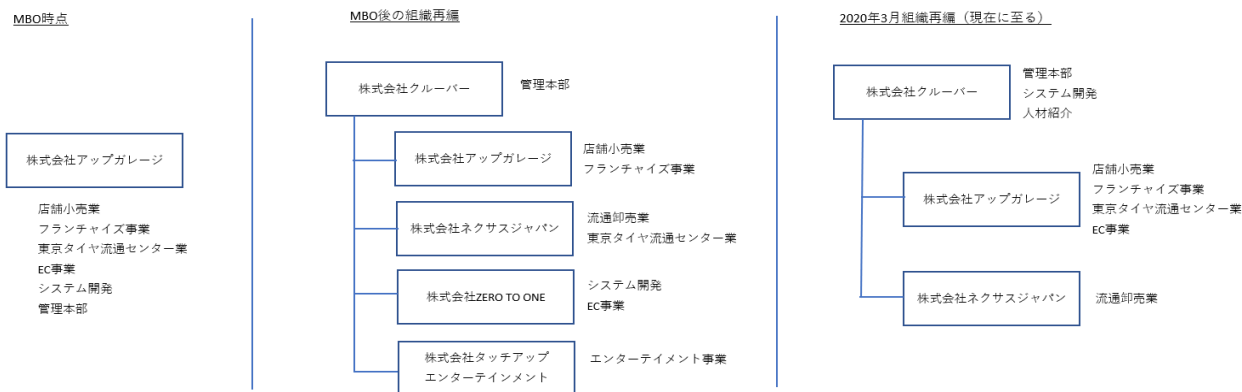 MBO時点
株式会社アップガレージ
店舗小売業
フランチャイズ事業
東京タイヤ流通センター業
EC事業
システム開発
管理本部
MBO後の組織再編
株式会社クルーバー
管理本部
株式会社アップガレージ
店舗小売業
フランチャイズ事業
株式会社ネクサスジャパン
流通卸売業
東京タイヤ流通センター業
株式会社ZERO TO ONE
システム開発
EC事業
株式会社タッチアップ
エンターテインメント
エンターテイメント事業
2020年3月組織再編（現在に至る）
株式会社クルーバー
管理本部
システム開発
人材紹介
株式会社アップガレージ
店舗小売業
フランチャイズ事業
東京タイヤ流通センター業
EC事業
株式会社ネクサスジャパン
流通卸売業